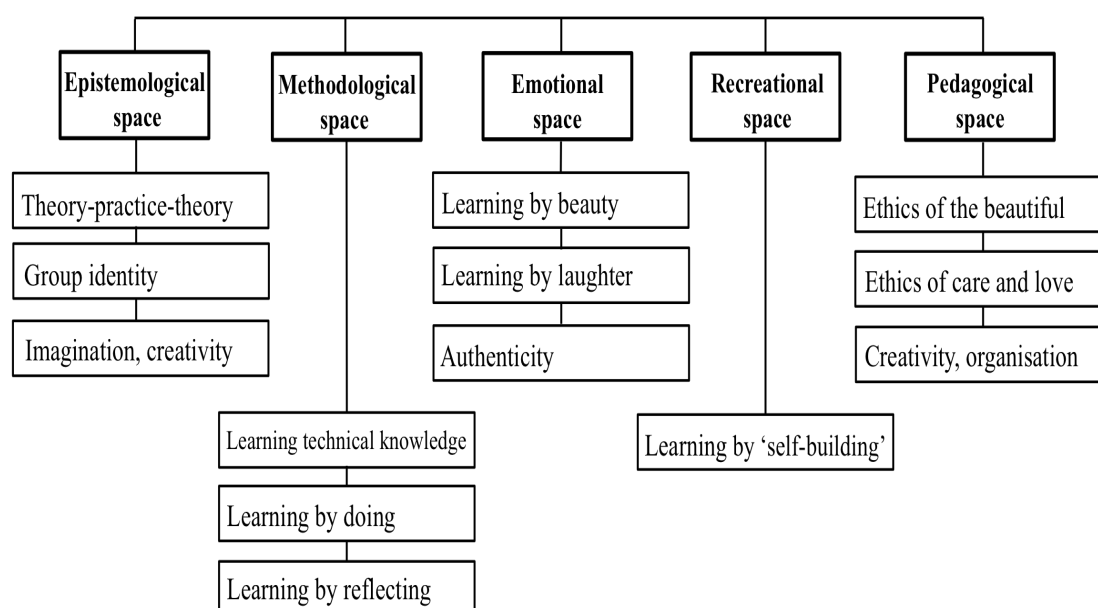 Epistemological
space
Methodological
space
Emotional
space
Recreational
space
Pedagogical
space
Theory-practice-theory
Group identity
Imagination, creativity
Learning technical knowledge
Learning by doing
Learning by reflecting
Learning by beauty
Learning by laughter
Authenticity
Learning by ‘self-building’
Ethics of the beautiful
Ethics of care and love
Creativity, organisation